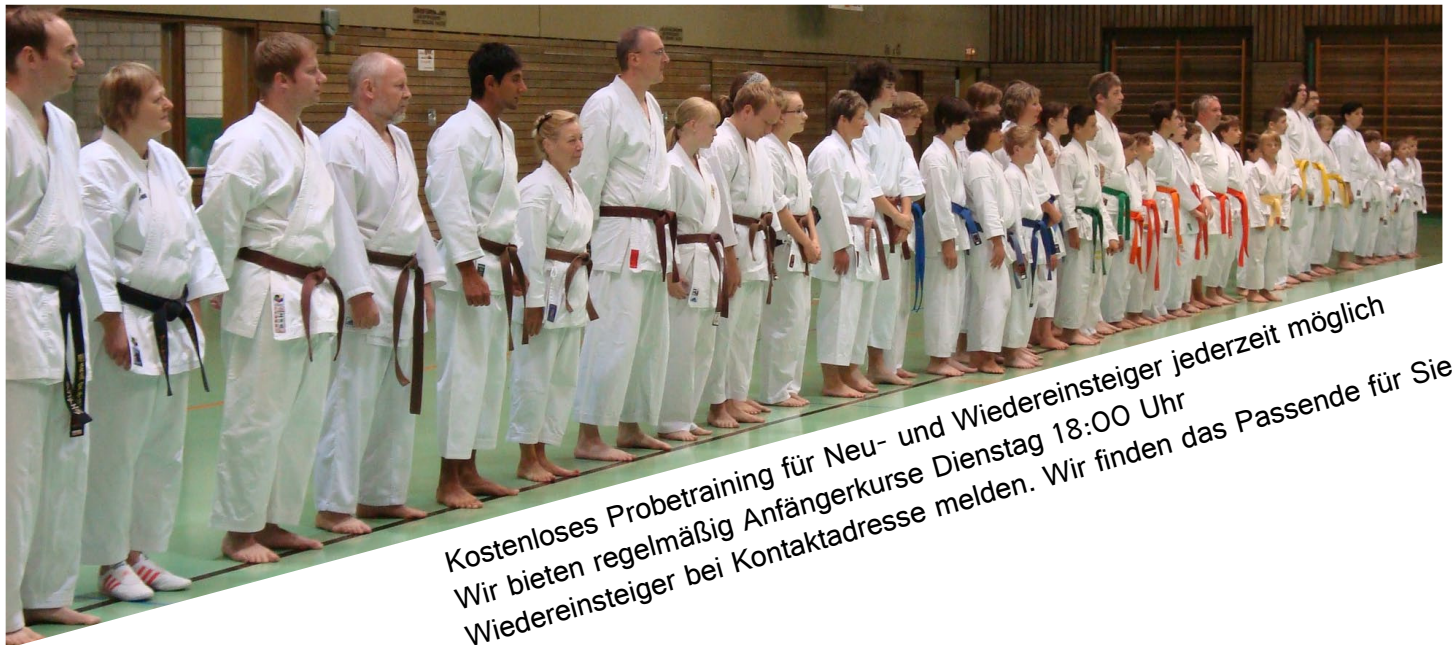 Kostenloses Probetraining für Neu- und Wiedereinsteiger jederzeit möglich
Wir bieten regelmäßig Anfängerkurse Dienstag 18:00 Uhr
Wiedereinsteiger bei Kontaktadresse melden. Wir finden das Passende für Sie